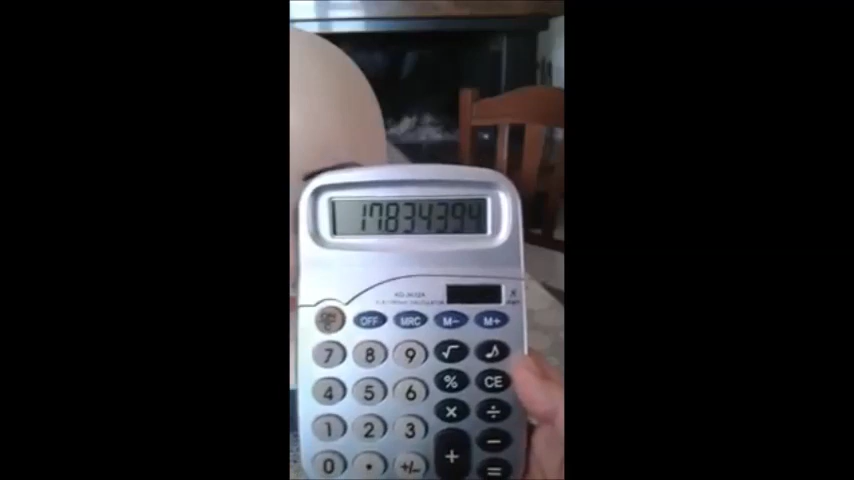 17834394
OFF MRC M− M+
7 8 9 √ ♪
4 5 6 % CE
1 2 3 × ÷
0 . +/− + −
=